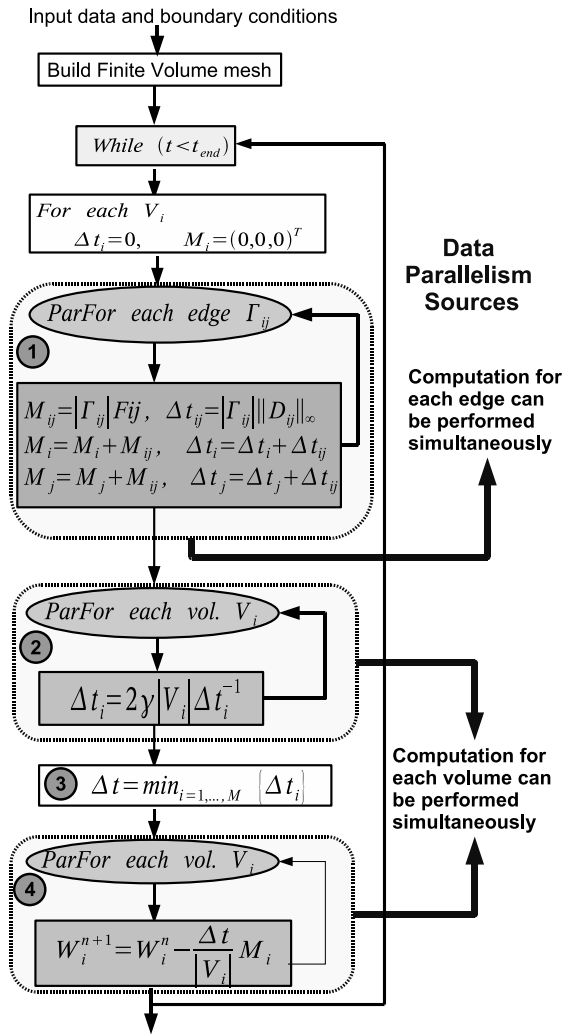 Input data and boundary conditions
Build Finite Volume mesh
While (t<t_end)
For each V_i
Δt_i=0, M_i=(0,0,0)^T
Data
Parallelism
Sources
ParFor each edge Γ_ij
1
M_ij=|Γ_ij|Fij, Δt_ij=|Γ_ij|‖D_ij‖_∞
M_i=M_i+M_ij, Δt_i=Δt_i+Δt_ij
M_j=M_j+M_ij, Δt_j=Δt_j+Δt_ij
Computation for
each edge can
be performed
simultaneously
ParFor each vol. V_i
2
Δt_i=2γ|V_i|Δt_i^-1
3 Δt=min_i=1,...,M {Δt_i}
Computation for
each volume can
be performed
simultaneously
ParFor each vol. V_i
4
W_i^n+1=W_i^n-Δt/|V_i| M_i